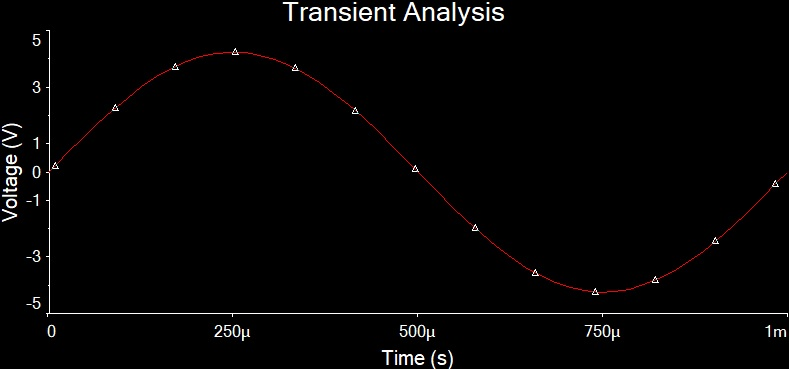 Transient Analysis
5
3
1
0
-1
-3
-5
Voltage (V)
0 250µ 500µ 750µ 1m
Time (s)